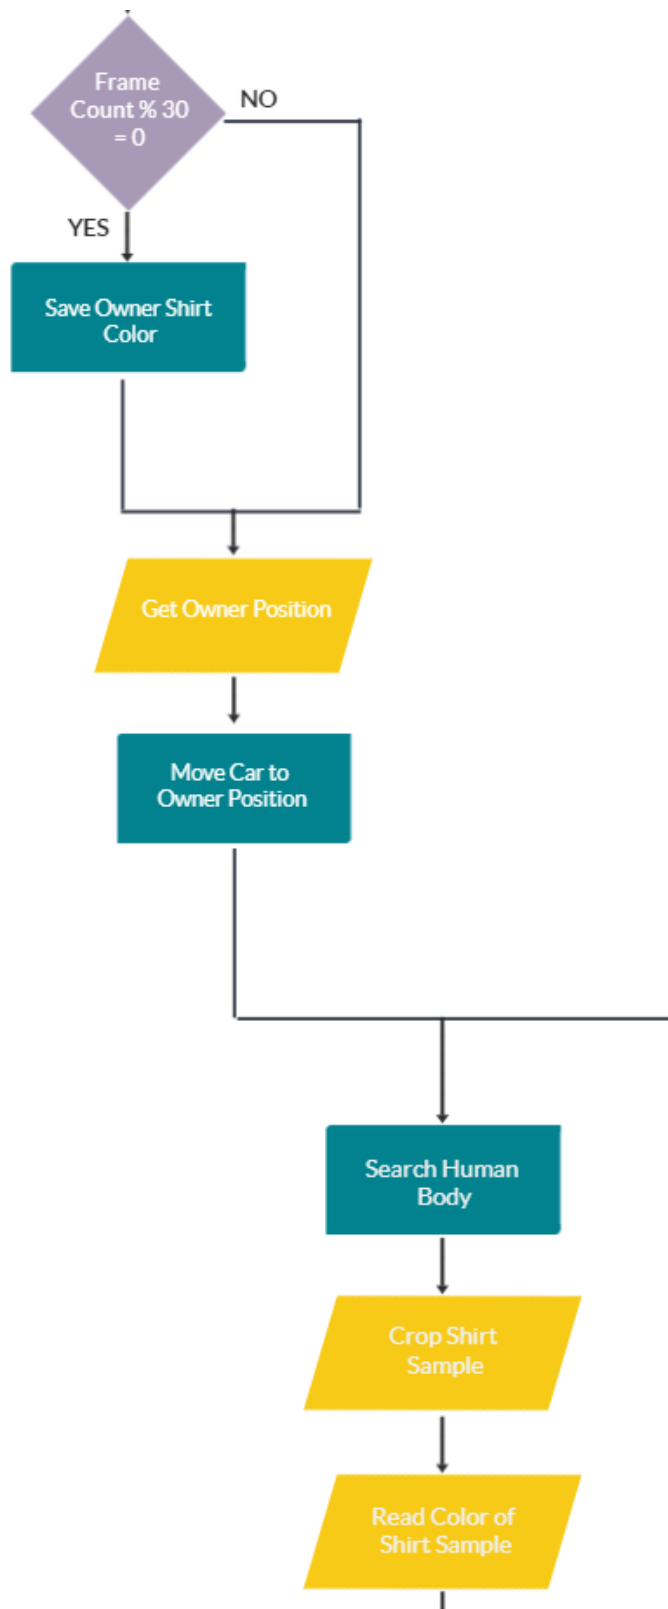 Frame
Count % 30
= 0
NO
YES
Save Owner Shirt
Color
Get Owner Position
Move Car to
Owner Position
Search Human
Body
Crop Shirt
Sample
Read Color of
Shirt Sample